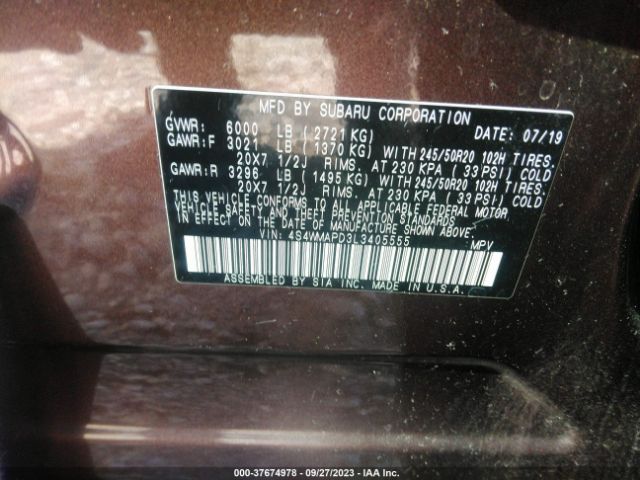 MFD BY SUBARU CORPORATION
GVWR: 6000 LB (2721 KG) DATE: 07/19
GAWR:F 3021 LB (1370 KG) WITH 245/50R20 102H TIRES.
20X7 1/2J RIMS. AT 230 KPA (33 PSI) COLD
GAWR:R 3296 LB (1495 KG) WITH 245/50R20 102H TIRES.
20X7 1/2J RIMS. AT 230 KPA (33 PSI) COLD
THIS VEHICLE CONFORMS TO ALL APPLICABLE FEDERAL MOTOR
VEHICLE SAFETY AND THEFT PREVENTION STANDARDS
IN EFFECT ON THE DATE OF MANUFACTURE SHOWN ABOVE.
VIN: 4S4WMAPD3L3405555 MPV
ASSEMBLED BY SIA INC. MADE IN U.S.A.
000-37674978 - 09/27/2023 - IAA Inc.